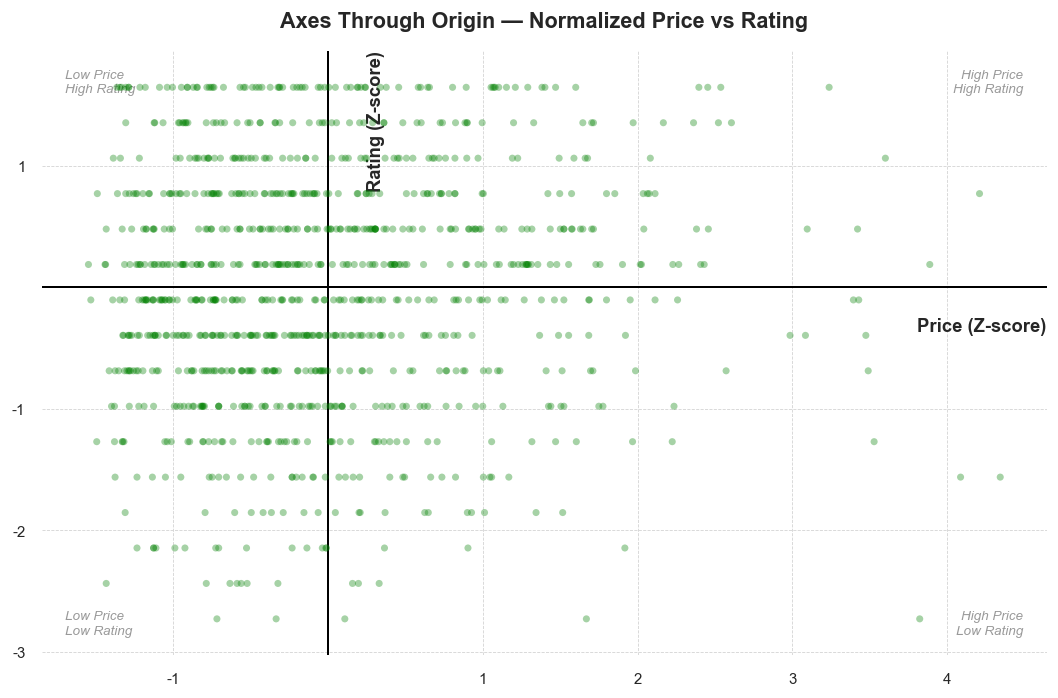 Axes Through Origin — Normalized Price vs Rating
Low Price
High Rating
High Price
High Rating
Rating (Z-score)
1
Price (Z-score)
-1
-2
Low Price
Low Rating
High Price
Low Rating
-3
-1
1
2
3
4